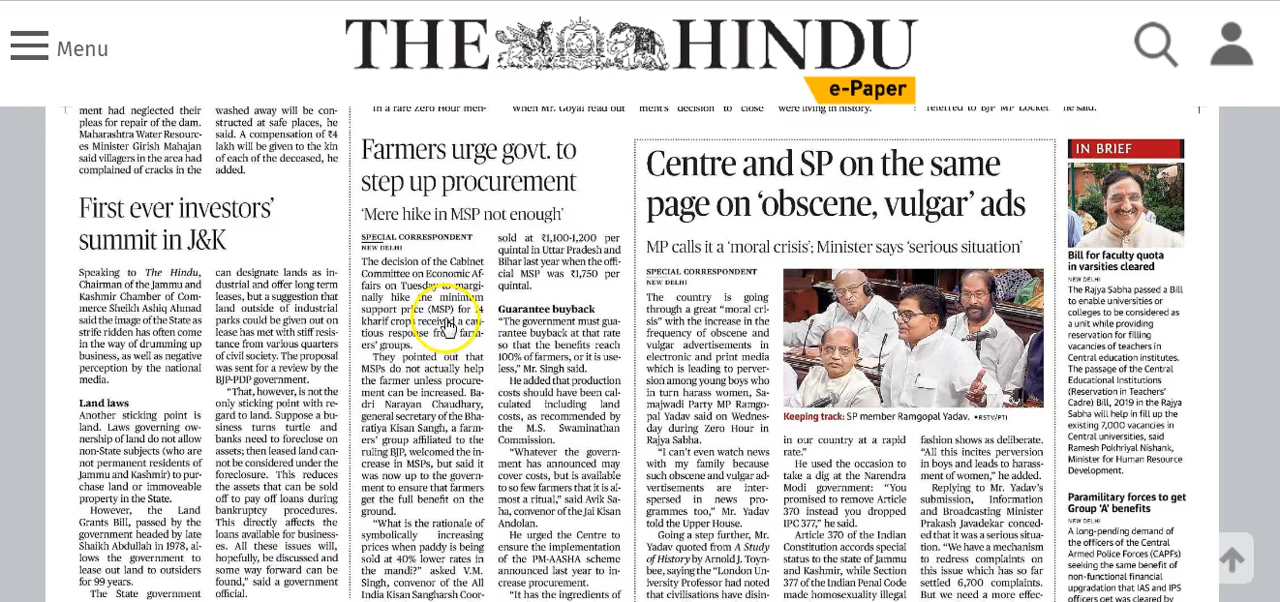 Menu
THE HINDU
e-Paper
ment had neglected their
pleas for repair of the dam.
Maharashtra Water Resourc-
es Minister Girish Mahajan
said villagers in the area had
complained of cracks in the
washed away will be con-
structed at safe places, he
said. A compensation of ₹4
lakh will be given to the kin
of each of the deceased, he
added.
First ever investors’
summit in J&K
Speaking to The Hindu,
Chairman of the Jammu and
Kashmir Chamber of Com-
merce Sheikh Ashiq Ahmad
said the image of the State as
strife ridden has often come
in the way of drumming up
business, as well as negative
perception by the national
media.
Land laws
Another sticking point is
land. Laws governing ow-
nership of land do not allow
non-State subjects (who are
not permanent residents of
Jammu and Kashmir) to pur-
chase land or immoveable
property in the State.
However, the Land
Grants Bill, passed by the
government headed by late
Shaikh Abdullah in 1978, al-
lows the government to
lease out land to outsiders
for 99 years.
The State government
can designate lands as in-
dustrial and offer long term
leases, but a suggestion that
land outside of industrial
parks could be given out on
lease has met with stiff resis-
tance from various quarters
of civil society. The proposal
was sent for a review by the
BJP-PDP government.
“That, however, is not the
only sticking point with re-
gard to land. Suppose a bu-
siness turns turtle and
banks need to foreclose on
assets; then leased land can-
not be considered under the
foreclosure. This reduces
the assets that can be sold
off to pay off loans during
bankruptcy procedures.
This directly affects the
loans available for business-
es. All these issues will,
hopefully, be discussed and
some way forward can be
found,” said a government
official.
in a rare Zero Hour men-
when Mr. Goyal read out
ment’s decision to close
were living in history.
referred to BJP MP Locket
he said.
Farmers urge govt. to
step up procurement
‘Mere hike in MSP not enough’
SPECIAL CORRESPONDENT
NEW DELHI
The decision of the Cabinet
Committee on Economic Af-
fairs on Tuesday to margi-
nally hike the minimum
support price (MSP) for 14
kharif crops received a cau-
tious response from farm-
ers’ groups.
They pointed out that
MSPs do not actually help
the farmer unless procure-
ment can be increased. Ba-
dri Narayan Chaudhary,
general secretary of the Bha-
ratiya Kisan Sangh, a farm-
ers’ group affiliated to the
ruling BJP, welcomed the in-
crease in MSPs, but said it
was now up to the govern-
ment to ensure that farmers
get the full benefit on the
ground.
“What is the rationale of
symbolically increasing
prices when paddy is being
sold at 40% lower rates in
the mandi?” asked V.M.
Singh, convenor of the All
India Kisan Sangharsh Coor-
sold at ₹1,100-1,200 per
quintal in Uttar Pradesh and
Bihar last year when the offi-
cial MSP was ₹1,750 per
quintal.
Guarantee buyback
“The government must gua-
rantee buyback at that rate
so that the benefits reach
100% of farmers, or it is use-
less,” Mr. Singh said.
He added that production
costs should have been cal-
culated including land
costs, as recommended by
the M.S. Swaminathan
Commission.
“Whatever the govern-
ment has announced may
cover costs, but is available
to so few farmers that it is al-
most a ritual,” said Avik Sa-
ha, convenor of the Jai Kisan
Andolan.
He urged the Centre to
ensure the implementation
of the PM-AASHA scheme
announced last year to in-
crease procurement.
“It has the ingredients of
Centre and SP on the same
page on ‘obscene, vulgar’ ads
MP calls it a ‘moral crisis’; Minister says ‘serious situation’
SPECIAL CORRESPONDENT
NEW DELHI
The country is going
through a great “moral cri-
sis” with the increase in the
frequency of obscene and
vulgar advertisements in
electronic and print media
which is leading to perver-
sion among young boys who
in turn harass women, Sa-
majwadi Party MP Ramgo-
pal Yadav said on Wednes-
day during Zero Hour in
Rajya Sabha.
“I can’t even watch news
with my family because
such obscene and vulgar ad-
vertisements are inter-
spersed in news pro-
grammes too,” Mr. Yadav
told the Upper House.
Going a step further, Mr.
Yadav quoted from A Study
of History by Arnold J. Toyn-
bee, saying the “London Un-
iversity Professor had noted
that civilisations have disin-
Keeping track: SP member Ramgopal Yadav. •RSTV/PTI
in our country at a rapid
rate.”
He used the occasion to
take a dig at the Narendra
Modi government: “You
promised to remove Article
370 instead you dropped
IPC 377,” he said.
Article 370 of the Indian
Constitution accords special
status to the state of Jammu
and Kashmir, while Section
377 of the Indian Penal Code
made homosexuality illegal
fashion shows as deliberate.
“All this incites perversion
in boys and leads to harass-
ment of women,” he added.
Replying to Mr. Yadav’s
submission, Information
and Broadcasting Minister
Prakash Javadekar conced-
ed that it was a serious situa-
tion. “We have a mechanism
to redress complaints on
this issue which has so far
settled 6,700 complaints.
But we need a more effec-
IN BRIEF
Bill for faculty quota
in varsities cleared
NEW DELHI
The Rajya Sabha passed a Bill
to enable universities or
colleges to be considered as
a unit while providing
reservation for filling
vacancies of teachers in
Central education institutes.
The passage of the Central
Educational Institutions
(Reservation in Teachers’
Cadre) Bill, 2019 in the Rajya
Sabha will help in fill up the
existing 7,000 vacancies in
Central universities, said
Ramesh Pokhriyal Nishank,
Minister for Human Resource
Development.
Paramilitary forces to get
Group ‘A’ benefits
NEW DELHI
A long-pending demand of
the officers of the Central
Armed Police Forces (CAPFs)
seeking the same benefit of
non-functional financial
upgradation that IAS and IPS
officers get was cleared by